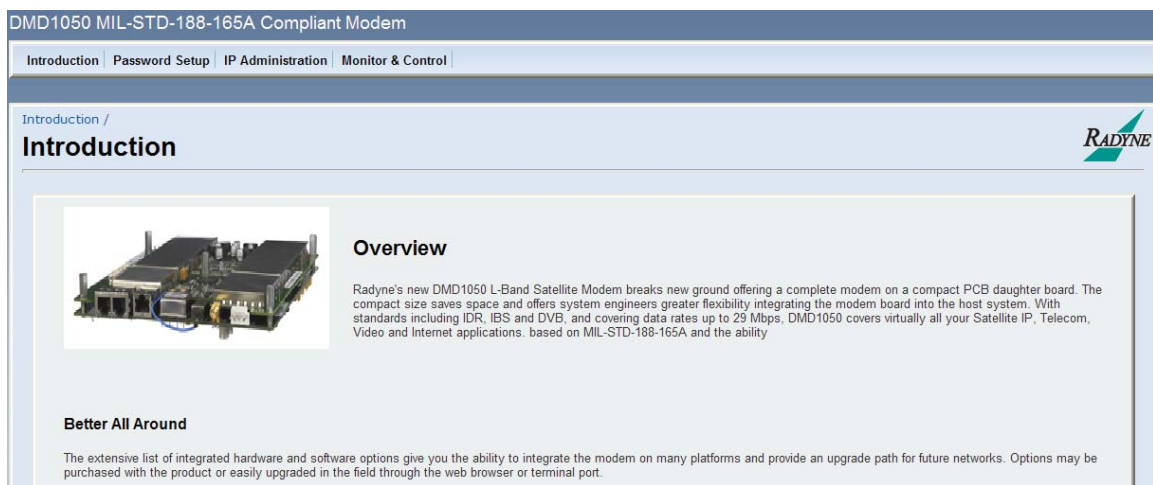 DMD1050 MIL-STD-188-165A Compliant Modem
Introduction Password Setup IP Administration Monitor & Control
Introduction /
Introduction
RADYNE
Overview
Radyne's new DMD1050 L-Band Satellite Modem breaks new ground offering a complete modem on a compact PCB daughter board. The
compact size saves space and offers system engineers greater flexibility integrating the modem board into the host system. With
standards including IDR, IBS and DVB, and covering data rates up to 29 Mbps, DMD1050 covers virtually all your Satellite IP, Telecom,
Video and Internet applications. based on MIL-STD-188-165A and the ability
Better All Around
The extensive list of integrated hardware and software options give you the ability to integrate the modem on many platforms and provide an upgrade path for future networks. Options may be
purchased with the product or easily upgraded in the field through the web browser or terminal port.